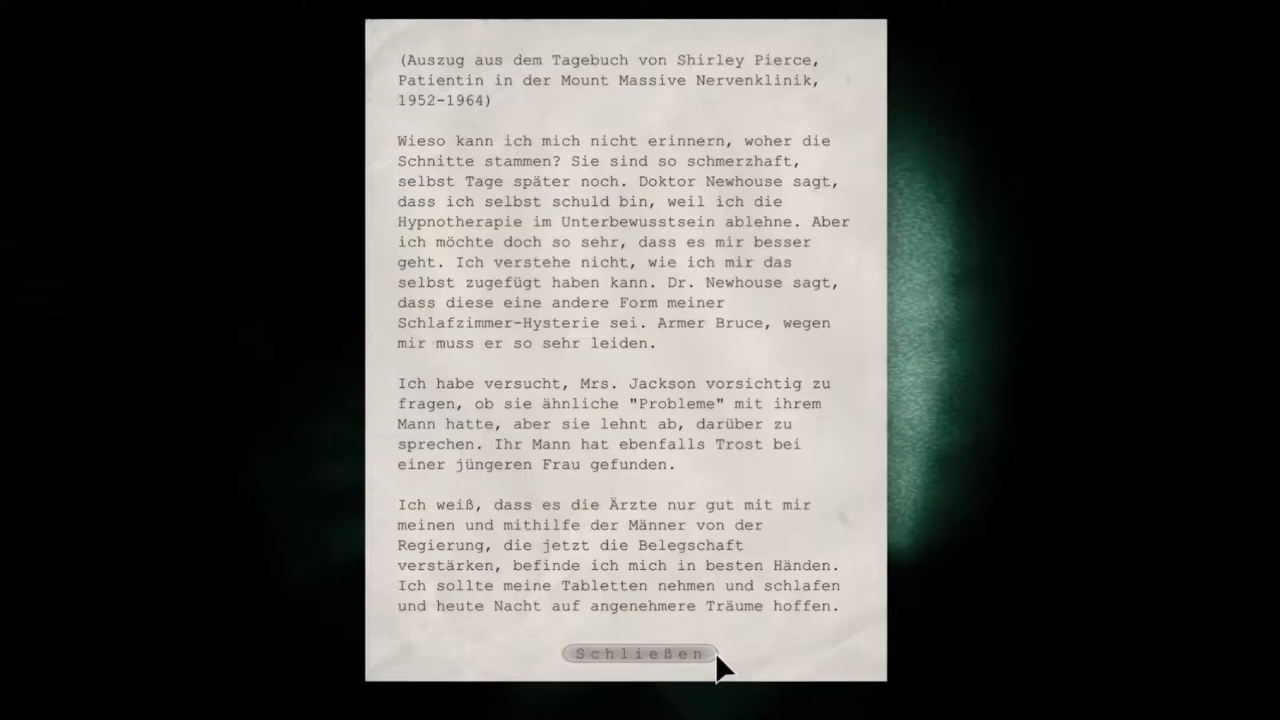 (Auszug aus dem Tagebuch von Shirley Pierce,
Patientin in der Mount Massive Nervenklinik,
1952-1964)
Wieso kann ich mich nicht erinnern, woher die
Schnitte stammen? Sie sind so schmerzhaft,
selbst Tage später noch. Doktor Newhouse sagt,
dass ich selbst schuld bin, weil ich die
Hypnotherapie im Unterbewusstsein ablehne. Aber
ich möchte doch so sehr, dass es mir besser
geht. Ich verstehe nicht, wie ich mir das
selbst zugefügt haben kann. Dr. Newhouse sagt,
dass diese eine andere Form meiner
Schlafzimmer-Hysterie sei. Armer Bruce, wegen
mir muss er so sehr leiden.
Ich habe versucht, Mrs. Jackson vorsichtig zu
fragen, ob sie ähnliche "Probleme" mit ihrem
Mann hatte, aber sie lehnt ab, darüber zu
sprechen. Ihr Mann hat ebenfalls Trost bei
einer jüngeren Frau gefunden.
Ich weiß, dass es die Ärzte nur gut mit mir
meinen und mithilfe der Männer von der
Regierung, die jetzt die Belegschaft
verstärken, befinde ich mich in besten Händen.
Ich sollte meine Tabletten nehmen und schlafen
und heute Nacht auf angenehmere Träume hoffen.
Schließen